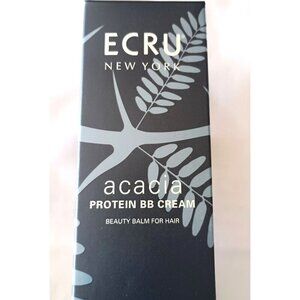 ECRU
NEW YORK
acacia
PROTEIN BB CREAM
BEAUTY BALM FOR HAIR